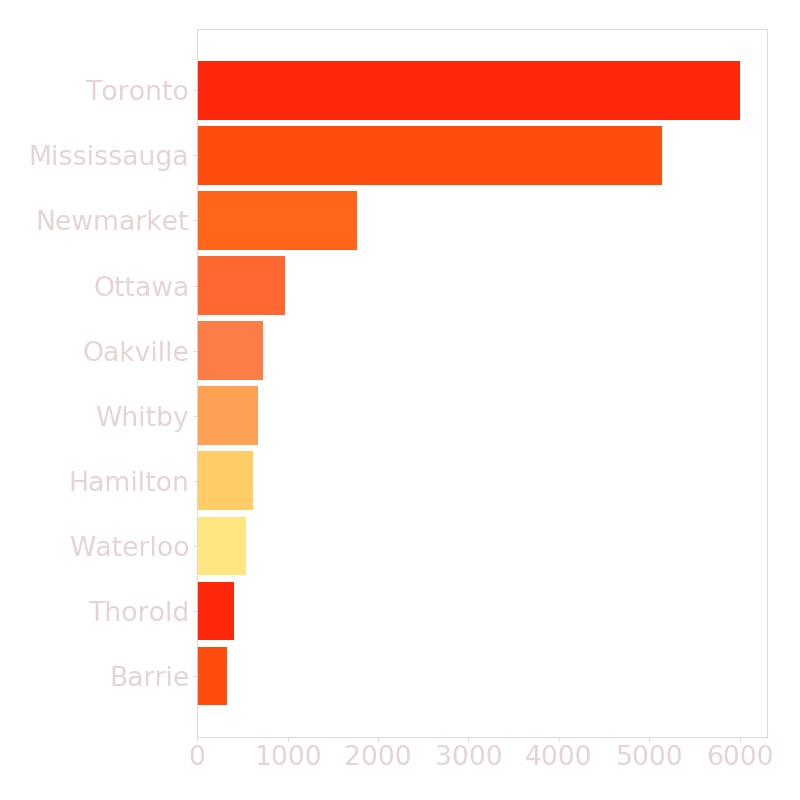 Toronto
Mississauga
Newmarket
Ottawa
Oakville
Whitby
Hamilton
Waterloo
Thorold
Barrie
0 1000 2000 3000 4000 5000 6000